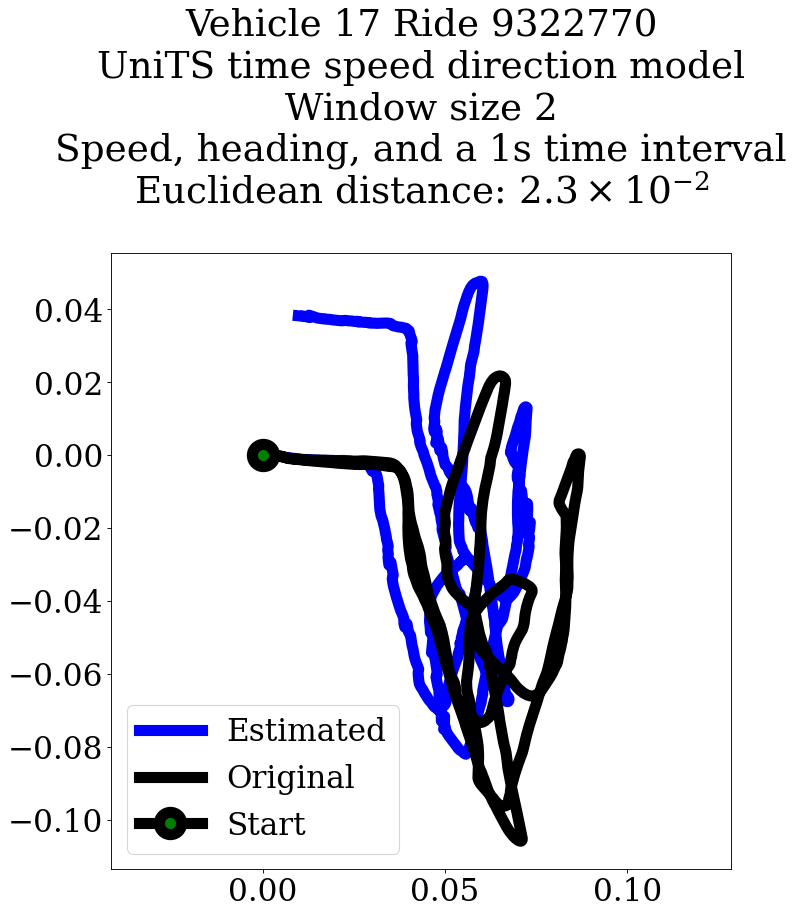 Vehicle 17 Ride 9322770
UniTS time speed direction model
Window size 2
Speed, heading, and a 1s time interval
Euclidean distance: 2.3 × 10⁻²
0.04
0.02
0.00
−0.02
−0.04
−0.06
−0.08
−0.10
Estimated
Original
Start
0.00 0.05 0.10